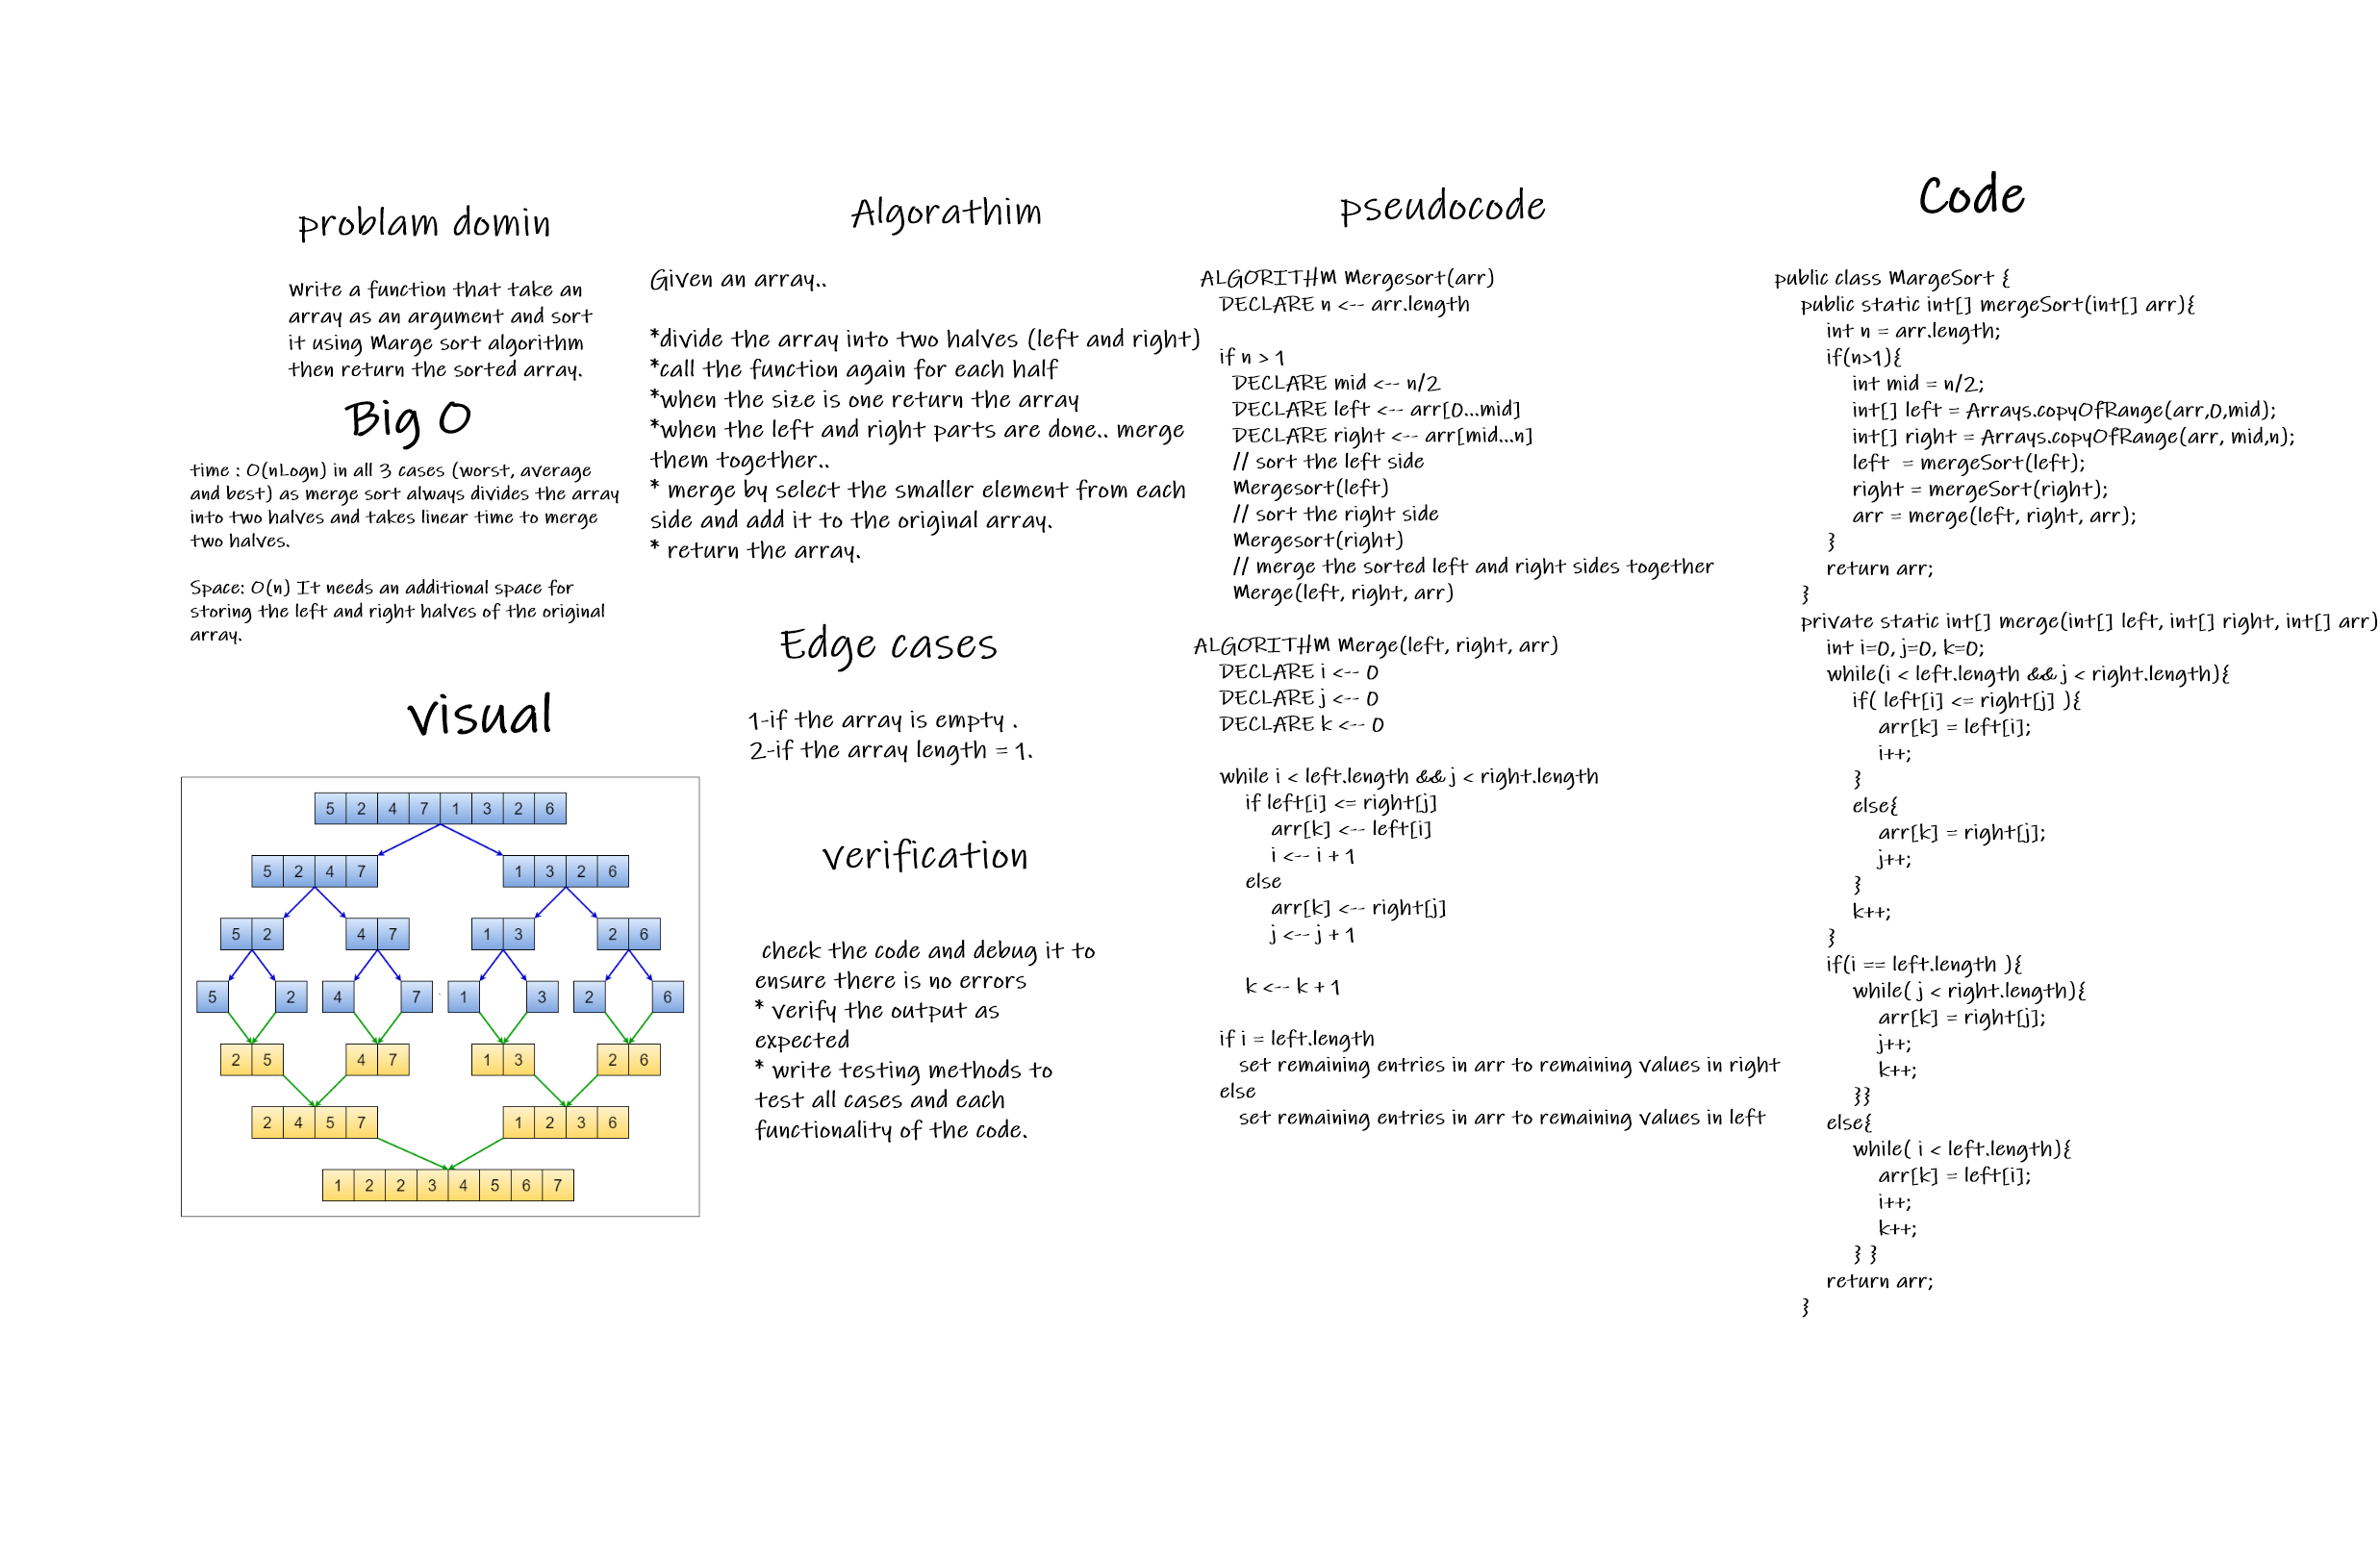 problam domin
Write a function that take an
array as an argument and sort
it using Marge sort algorithm
then return the sorted array.
Big O
time : O(nLogn) in all 3 cases (worst, average
and best) as merge sort always divides the array
into two halves and takes linear time to merge
two halves.
Space: O(n) It needs an additional space for
storing the left and right halves of the original
array.
visual
5 2 4 7 1 3 2 6
5 2 4 7 1 3 2 6
5 2 4 7 1 3 2 6
5 2 4 7 1 3 2 6
2 5 4 7 1 3 2 6
2 4 5 7 1 2 3 6
1 2 2 3 4 5 6 7
Algorathim
Given an array..
*divide the array into two halves (left and right)
*call the function again for each half
*when the size is one return the array
*when the left and right parts are done.. merge
them together..
* merge by select the smaller element from each
side and add it to the original array.
* return the array.
Edge cases
1-if the array is empty .
2-if the array length = 1.
verification
check the code and debug it to
ensure there is no errors
* verify the output as
expected
* write testing methods to
test all cases and each
functionality of the code.
pseudocode
ALGORITHM Mergesort(arr)
DECLARE n <-- arr.length
if n > 1
DECLARE mid <-- n/2
DECLARE left <-- arr[0...mid]
DECLARE right <-- arr[mid...n]
// sort the left side
Mergesort(left)
// sort the right side
Mergesort(right)
// merge the sorted left and right sides together
Merge(left, right, arr)
ALGORITHM Merge(left, right, arr)
DECLARE i <-- 0
DECLARE j <-- 0
DECLARE k <-- 0
while i < left.length && j < right.length
if left[i] <= right[j]
arr[k] <-- left[i]
i <-- i + 1
else
arr[k] <-- right[j]
j <-- j + 1
k <-- k + 1
if i = left.length
set remaining entries in arr to remaining values in right
else
set remaining entries in arr to remaining values in left
Code
public class MargeSort {
public static int[] mergeSort(int[] arr){
int n = arr.length;
if(n>1){
int mid = n/2;
int[] left = Arrays.copyOfRange(arr,0,mid);
int[] right = Arrays.copyOfRange(arr, mid,n);
left = mergeSort(left);
right = mergeSort(right);
arr = merge(left, right, arr);
}
return arr;
}
private static int[] merge(int[] left, int[] right, int[] arr)
int i=0, j=0, k=0;
while(i < left.length && j < right.length){
if( left[i] <= right[j] ){
arr[k] = left[i];
i++;
}
else{
arr[k] = right[j];
j++;
}
k++;
}
if(i == left.length ){
while( j < right.length){
arr[k] = right[j];
j++;
k++;
}}
else{
while( i < left.length){
arr[k] = left[i];
i++;
k++;
} }
return arr;
}